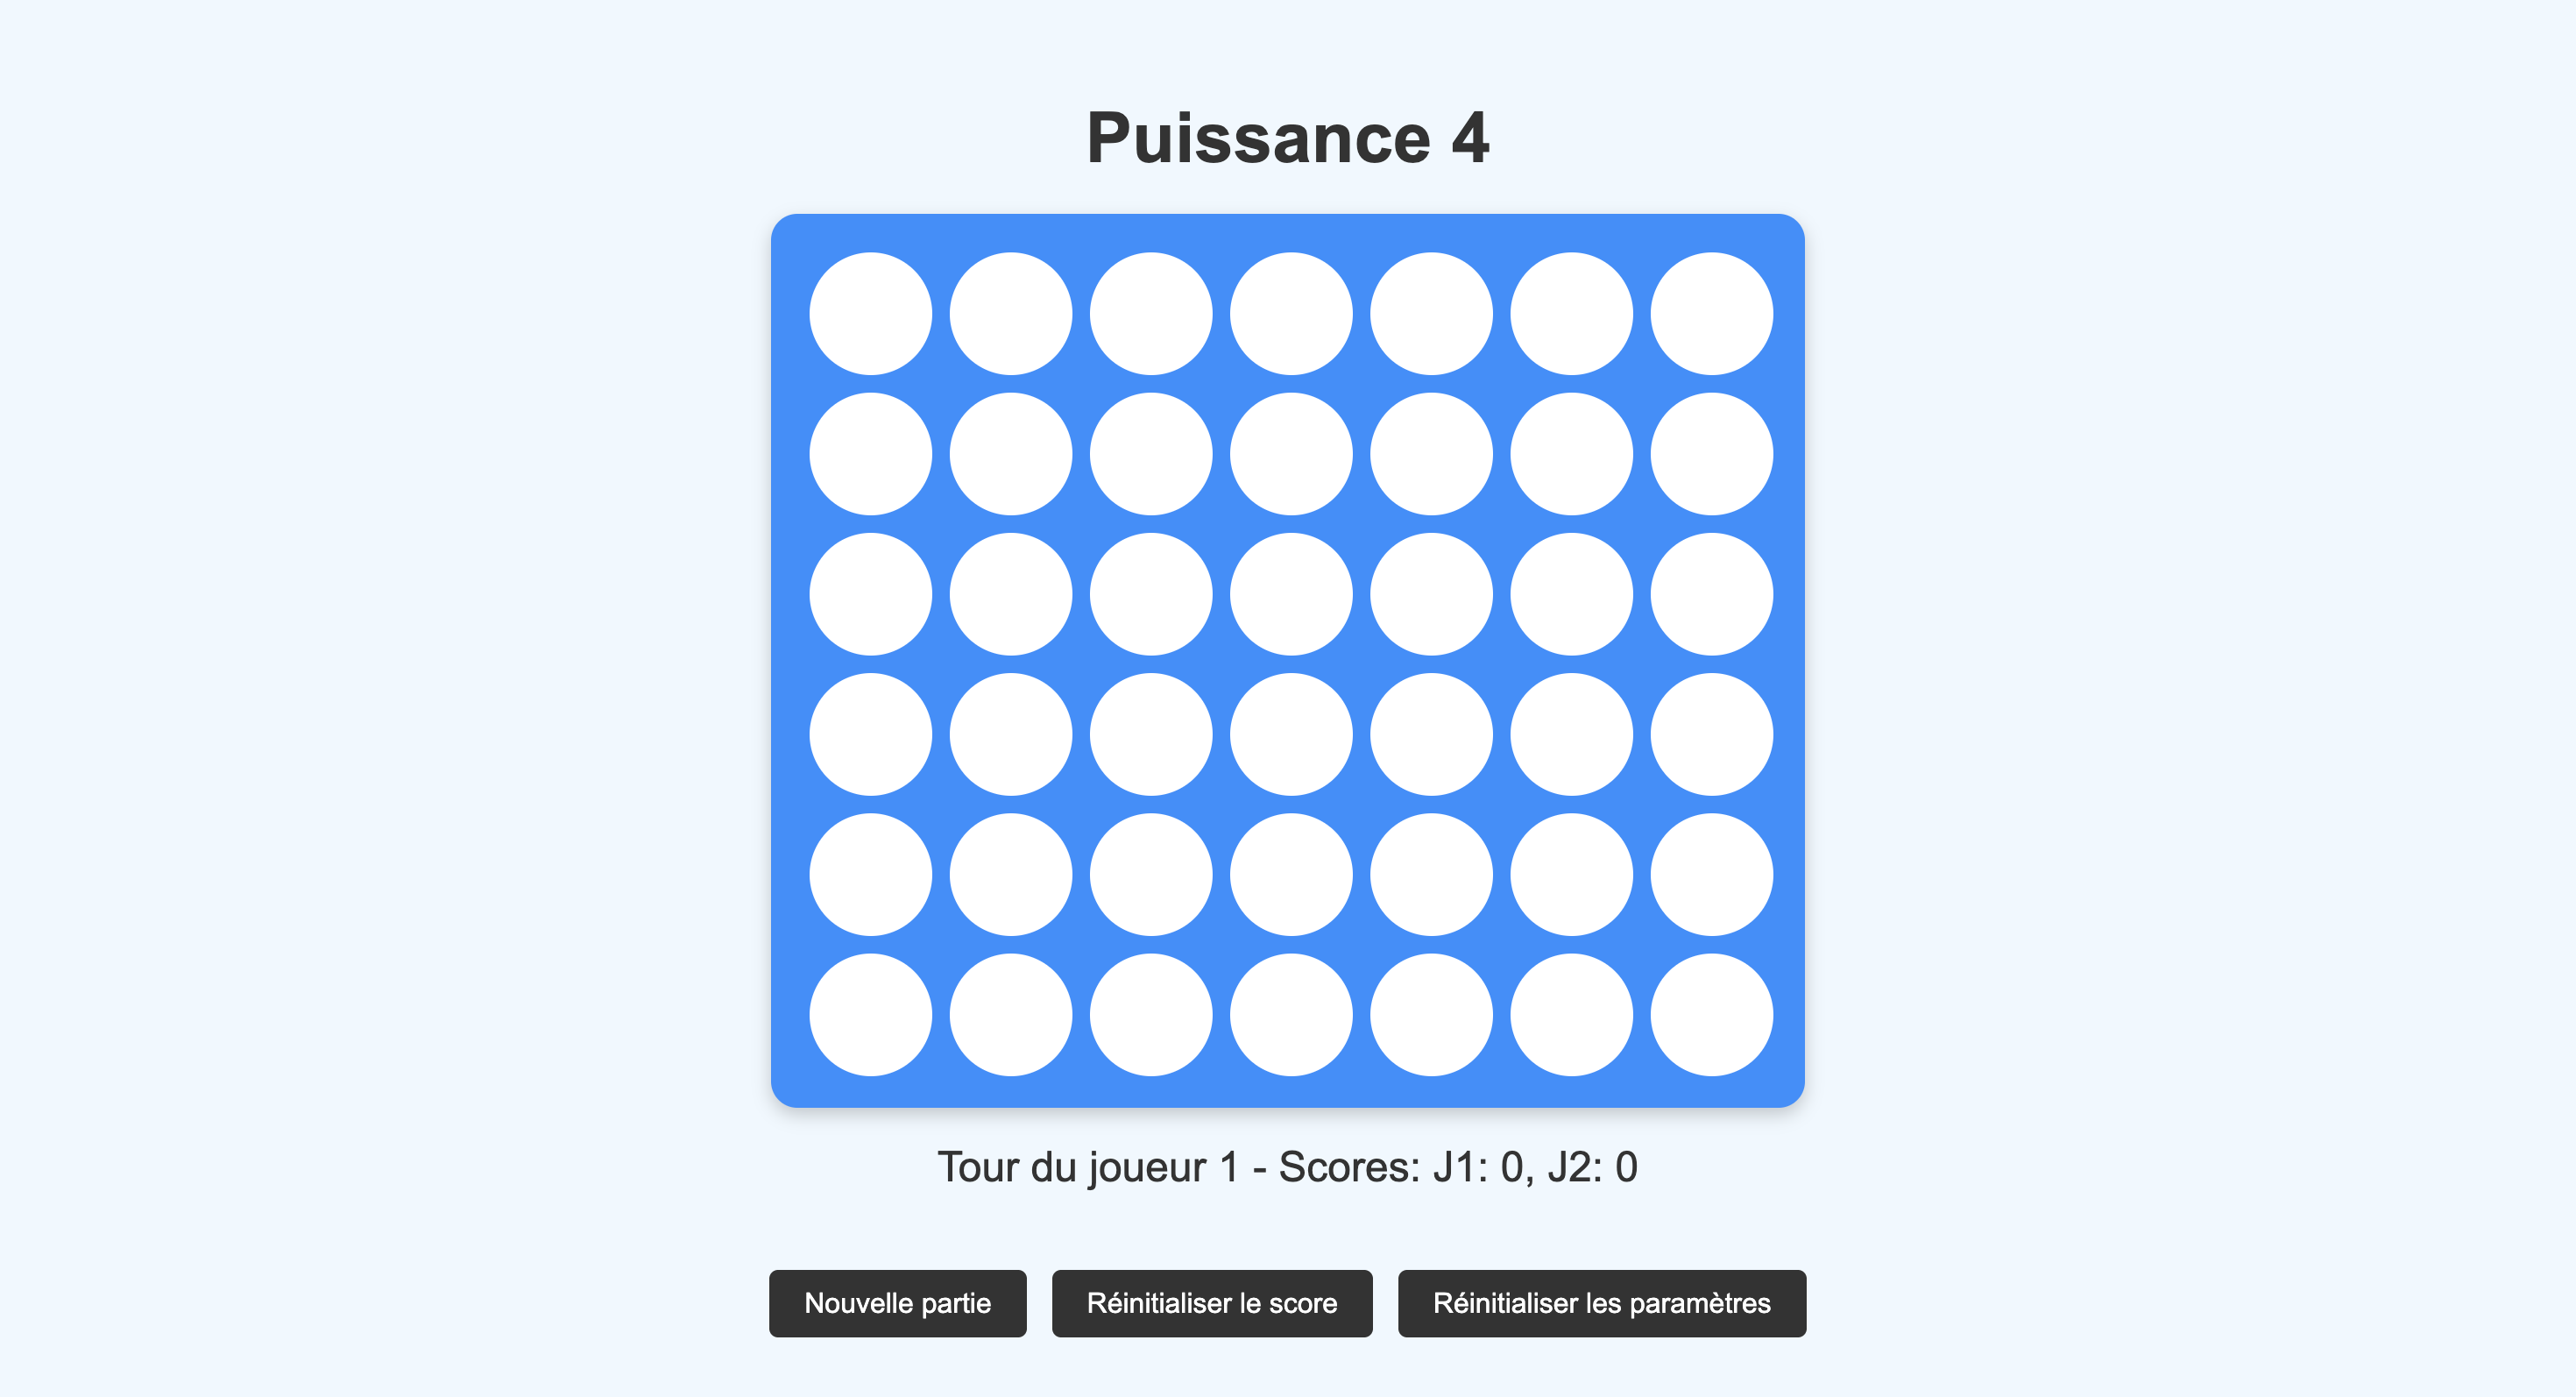 Puissance 4
Tour du joueur 1 - Scores: J1: 0, J2: 0
Nouvelle partie
Réinitialiser le score
Réinitialiser les paramètres